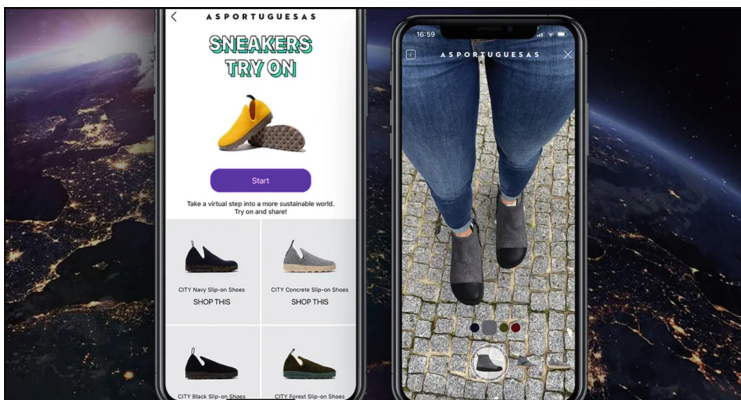 ASPORTUGUESAS
SNEAKERS
TRY ON
Start
Take a virtual step into a more sustainable world.
Try on and share!
CITY Navy Slip-on Shoes
SHOP THIS
CITY Concrete Slip-on Shoes
SHOP THIS
CITY Black Slip-on Shoes
CITY Forest Slip-on Shoes
16:59
ASPORTUGUESAS